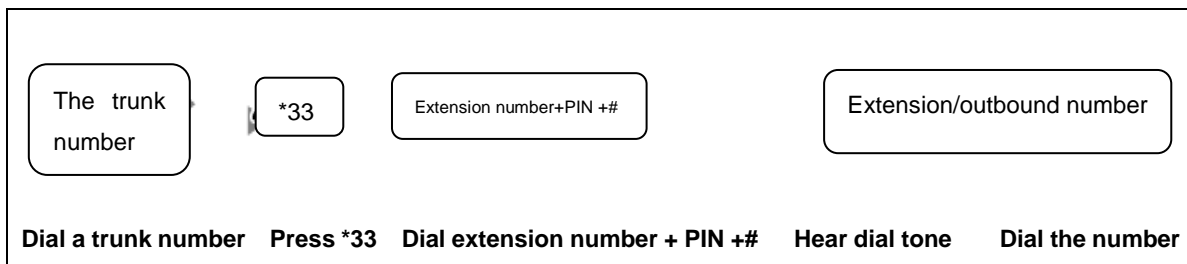 The trunk
number
*33
Extension number+PIN +#
Extension/outbound number
Dial a trunk number Press *33 Dial extension number + PIN +# Hear dial tone Dial the number